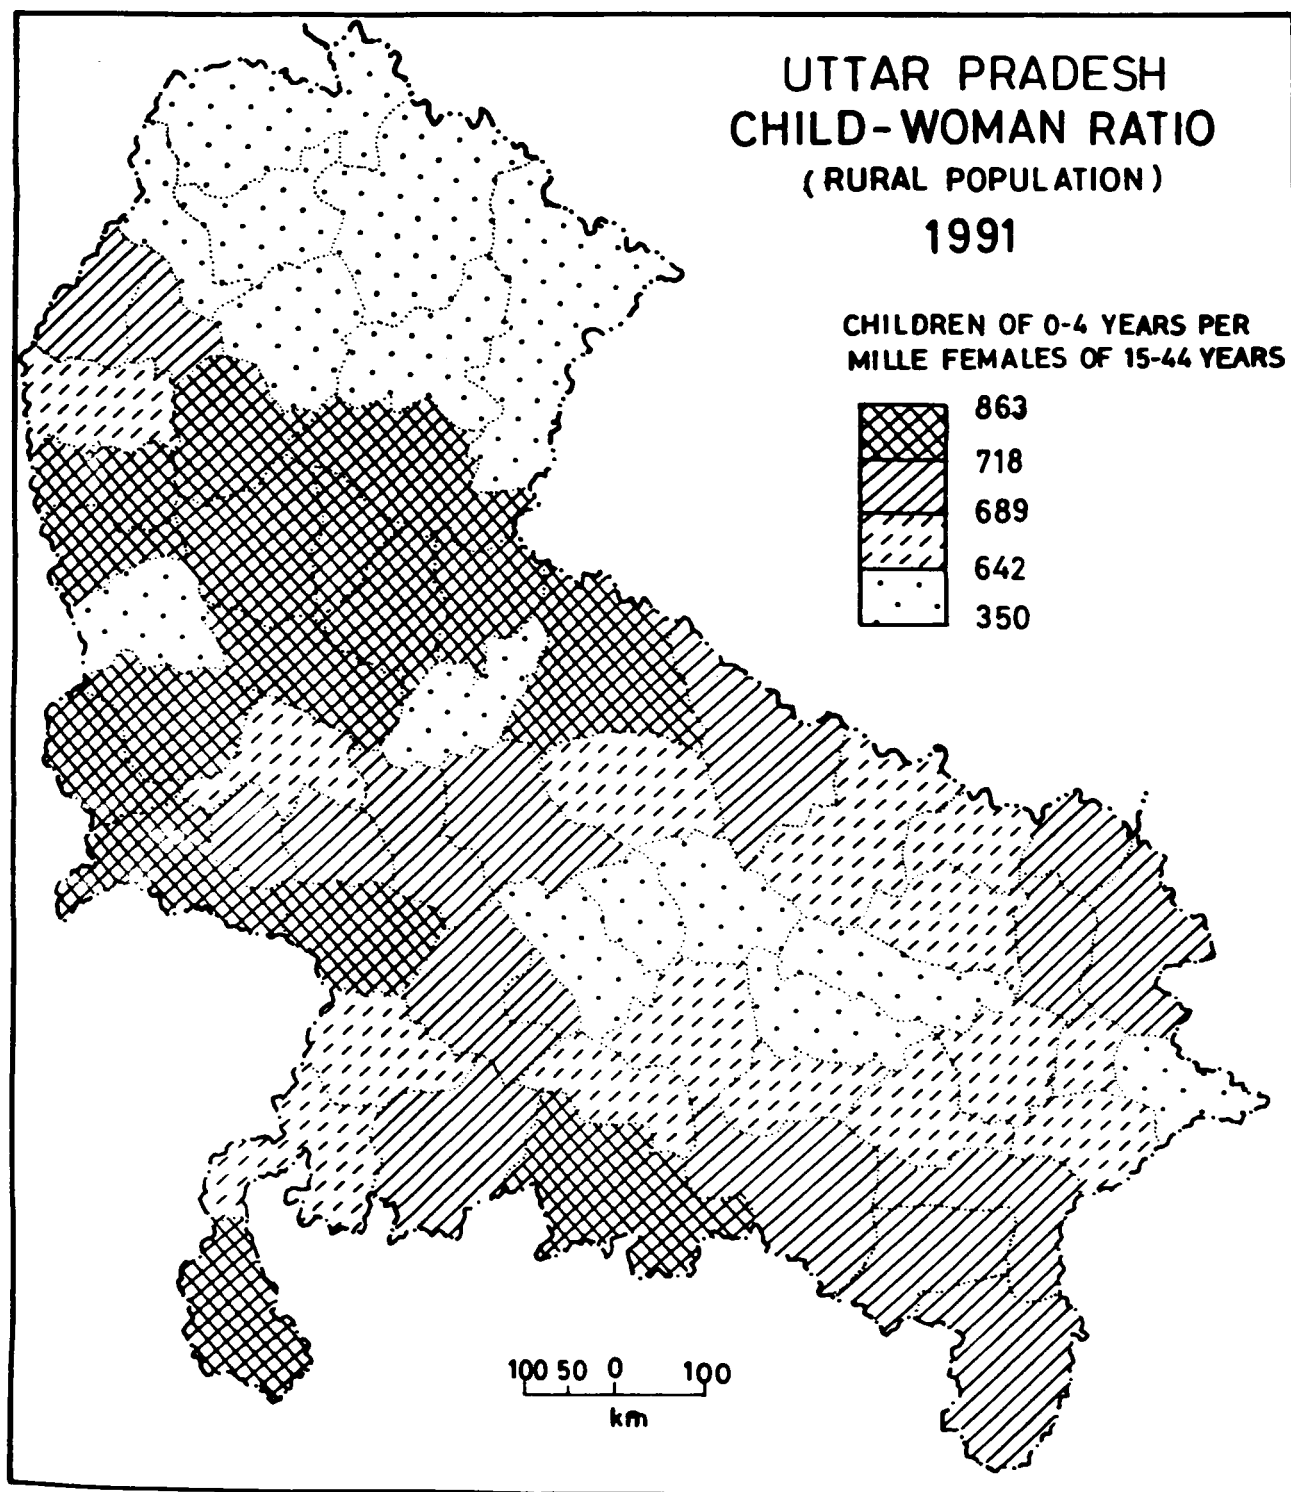 UTTAR PRADESH
CHILD-WOMAN RATIO
(RURAL POPULATION)
1991
CHILDREN OF 0-4 YEARS PER
MILLE FEMALES OF 15-44 YEARS
863
718
689
642
350
100 50 0 100
km